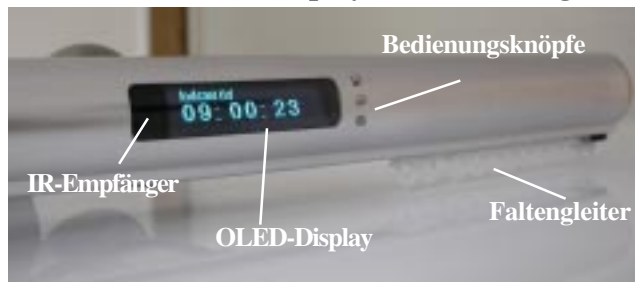 Bedienungsknöpfe
09:00:23
IR-Empfänger
Faltengleiter
OLED-Display